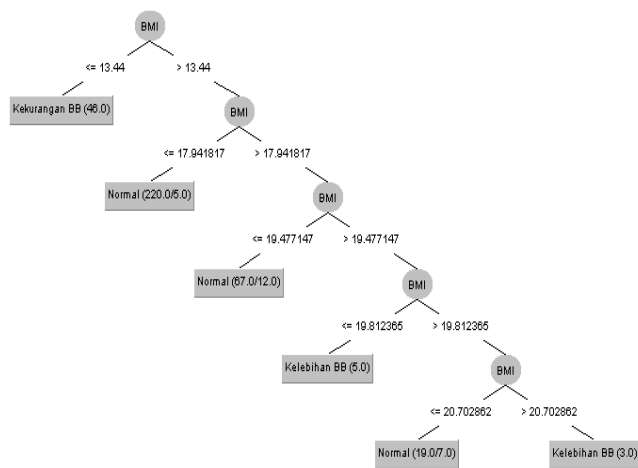 BMI
<= 13.44 > 13.44
Kekurangan BB (46.0) BMI
<= 17.941817 > 17.941817
Normal (220.0/5.0) BMI
<= 19.477147 > 19.477147
Normal (67.0/12.0) BMI
<= 19.812365 > 19.812365
Kelebihan BB (5.0) BMI
<= 20.702862 > 20.702862
Normal (19.0/7.0) Kelebihan BB (3.0)